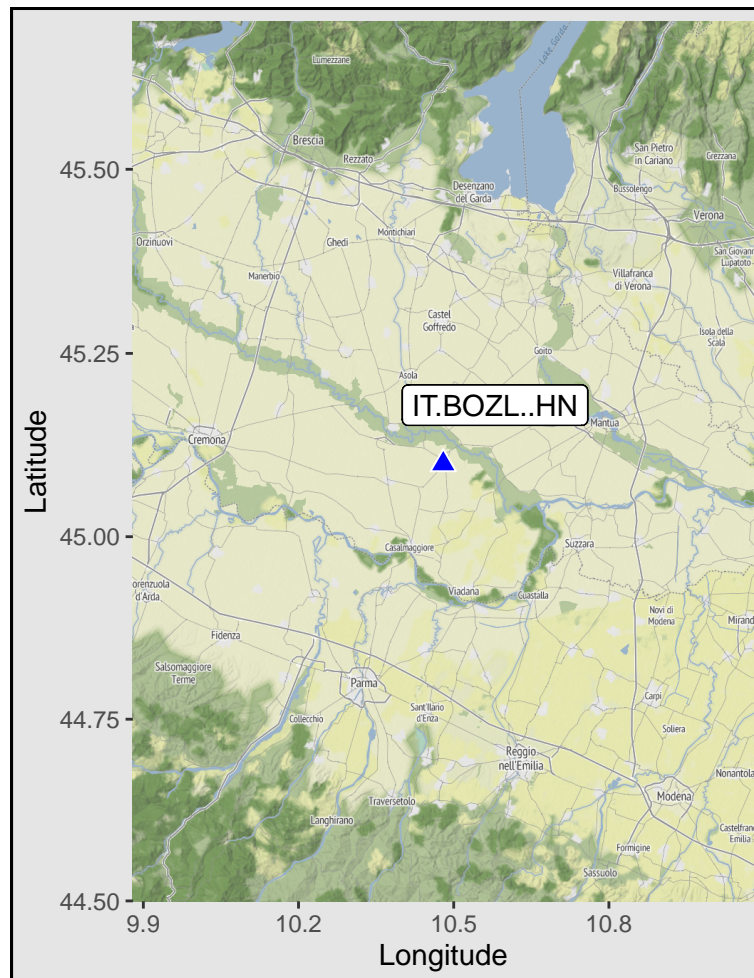 Lumezzane
Lake Garda
Brescia
Rezzato
San Pietro
in Cariano
Grezzana
45.50
Desenzano
del Garda
Bussolengo
Verona
Orzinuovi
Ghedi
Montichiari
San Giovann
Lupatoto
Manerbio
Villafranca
di Verona
Castel
Goffredo
Isola della
Scala
45.25
Goito
Asola
IT.BOZL..HN
Mantua
Cremona
Latitude
45.00
Casalmaggiore
Suzzara
orenzuola
d'Arda
Viadana
Guastalla
Novi di
Modena
Mirand
Fidenza
Salsomaggiore
Terme
Parma
Carpi
44.75
Collecchio
Sant'Ilario
d'Enza
Soliera
Reggio
nell'Emilia
Nonantola
Traversetolo
Modena
Langhirano
Castelfranc
Emilia
Formigine
Sassuolo
44.50
9.9
10.2
10.5
10.8
Longitude